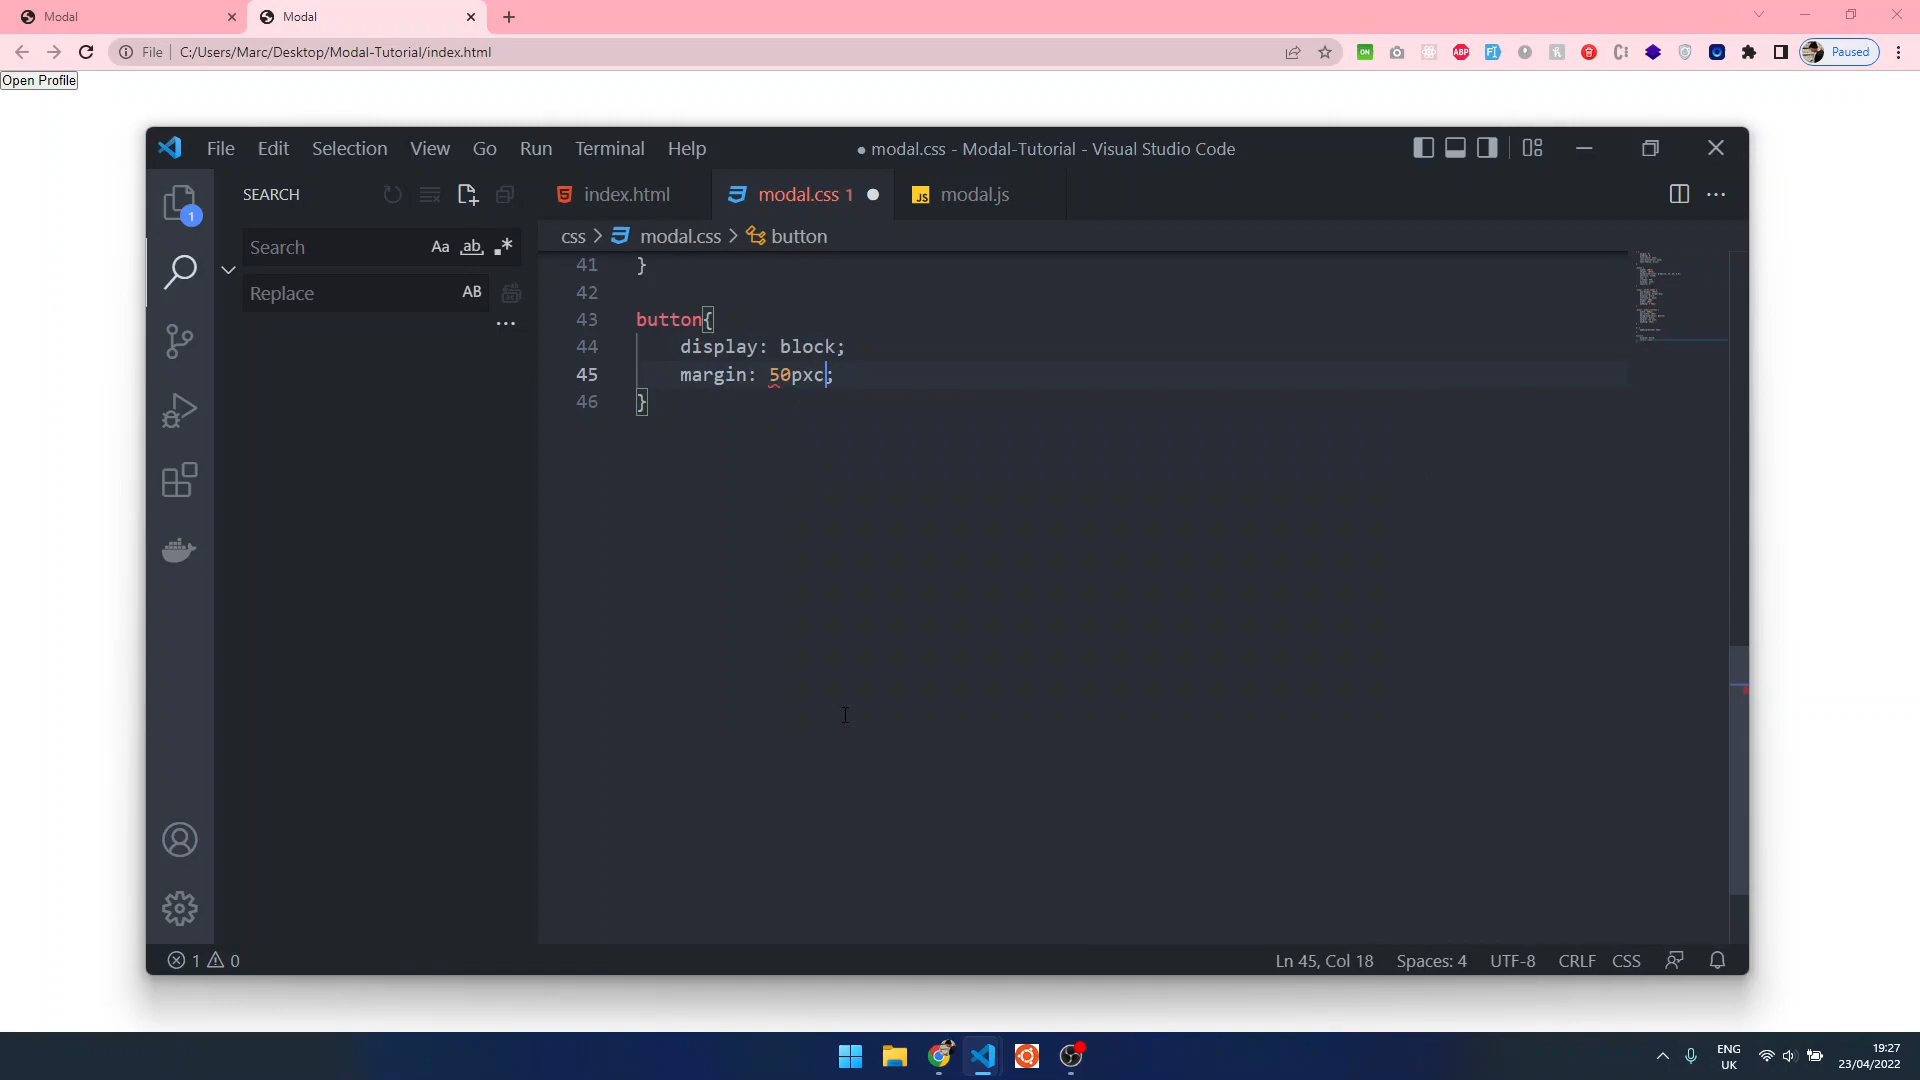 Modal
Modal
File C:/Users/Marc/Desktop/Modal-Tutorial/index.html
ON
ABP
Paused
Open Profile
File Edit Selection View Go Run Terminal Help
● modal.css - Modal-Tutorial - Visual Studio Code
1
SEARCH
index.html
modal.css 1
JS modal.js
Search Aa ab
css > modal.css > button
Replace AB
41 }
42
43 button{
44 display: block;
45 margin: 50pxc;
46 }
1 0
Ln 45, Col 18 Spaces: 4 UTF-8 CRLF CSS
ENG
UK
19:27
23/04/2022